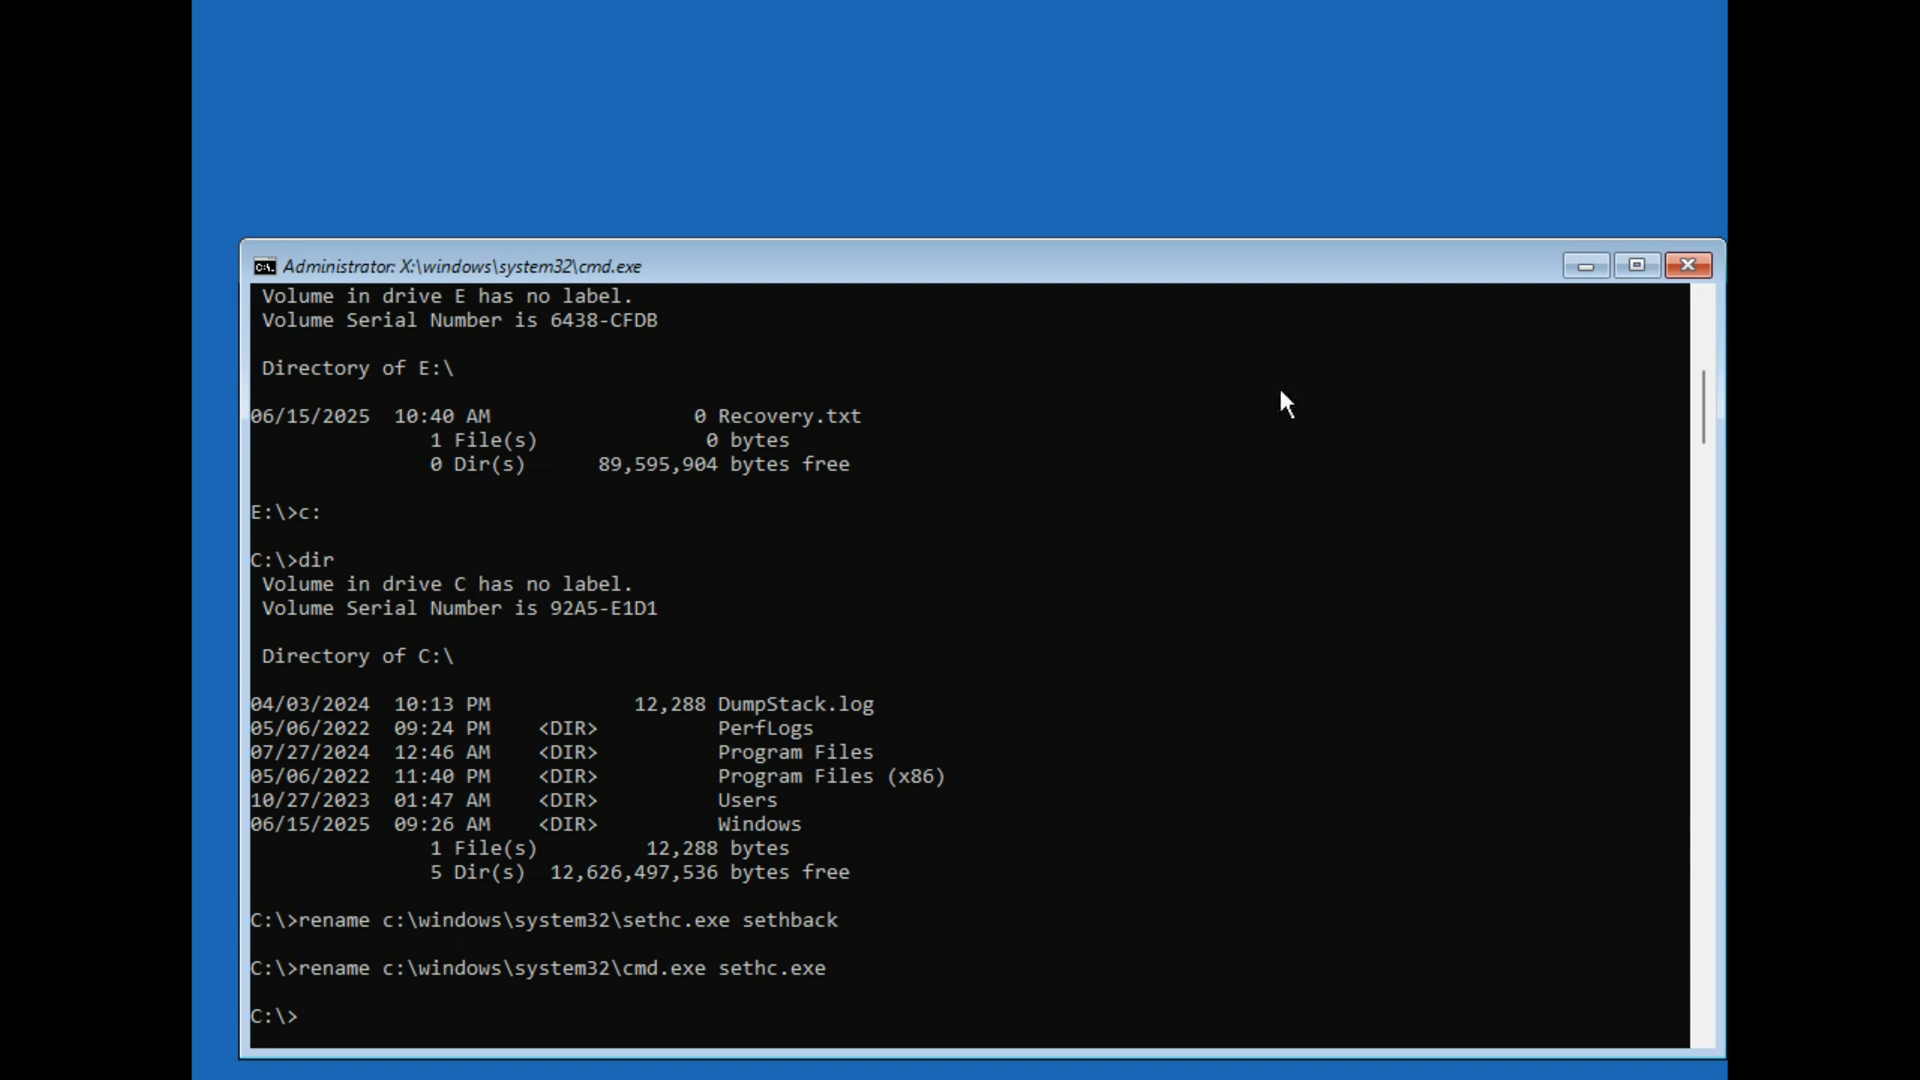 Administrator: X:\windows\system32\cmd.exe
Volume in drive E has no label.
Volume Serial Number is 6438-CFDB
Directory of E:\
06/15/2025  10:40 AM                 0 Recovery.txt
               1 File(s)              0 bytes
               0 Dir(s)      89,595,904 bytes free
E:\>c:
C:\>dir
Volume in drive C has no label.
Volume Serial Number is 92A5-E1D1
Directory of C:\
04/03/2024  10:13 PM            12,288 DumpStack.log
05/06/2022  09:24 PM    <DIR>          PerfLogs
07/27/2024  12:46 AM    <DIR>          Program Files
05/06/2022  11:40 PM    <DIR>          Program Files (x86)
10/27/2023  01:47 AM    <DIR>          Users
06/15/2025  09:26 AM    <DIR>          Windows
               1 File(s)         12,288 bytes
               5 Dir(s)  12,626,497,536 bytes free
C:\>rename c:\windows\system32\sethc.exe sethback
C:\>rename c:\windows\system32\cmd.exe sethc.exe
C:\>